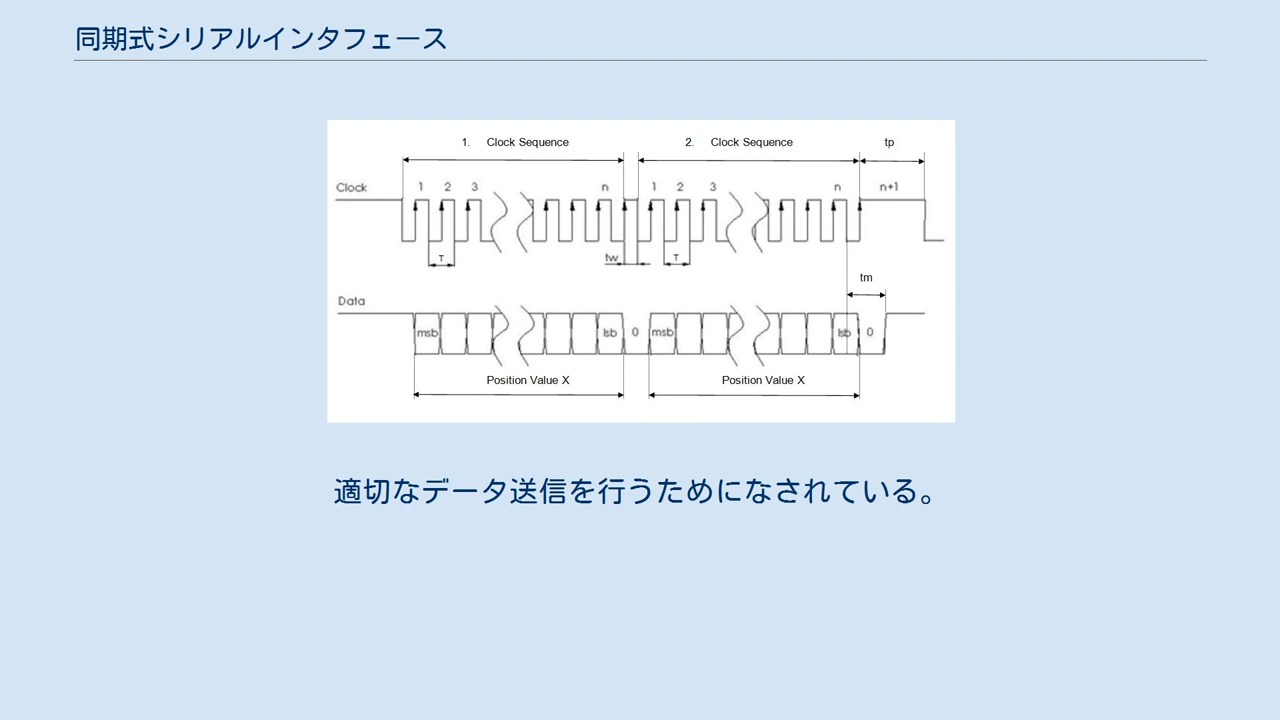 同期式シリアルインタフェース
1. Clock Sequence 2. Clock Sequence tp
Clock 1 2 3 n 1 2 3 n n+1
T tw T
tm
Data
msb lsb 0 msb lsb 0
Position Value X Position Value X
適切なデータ送信を行うためになされている。